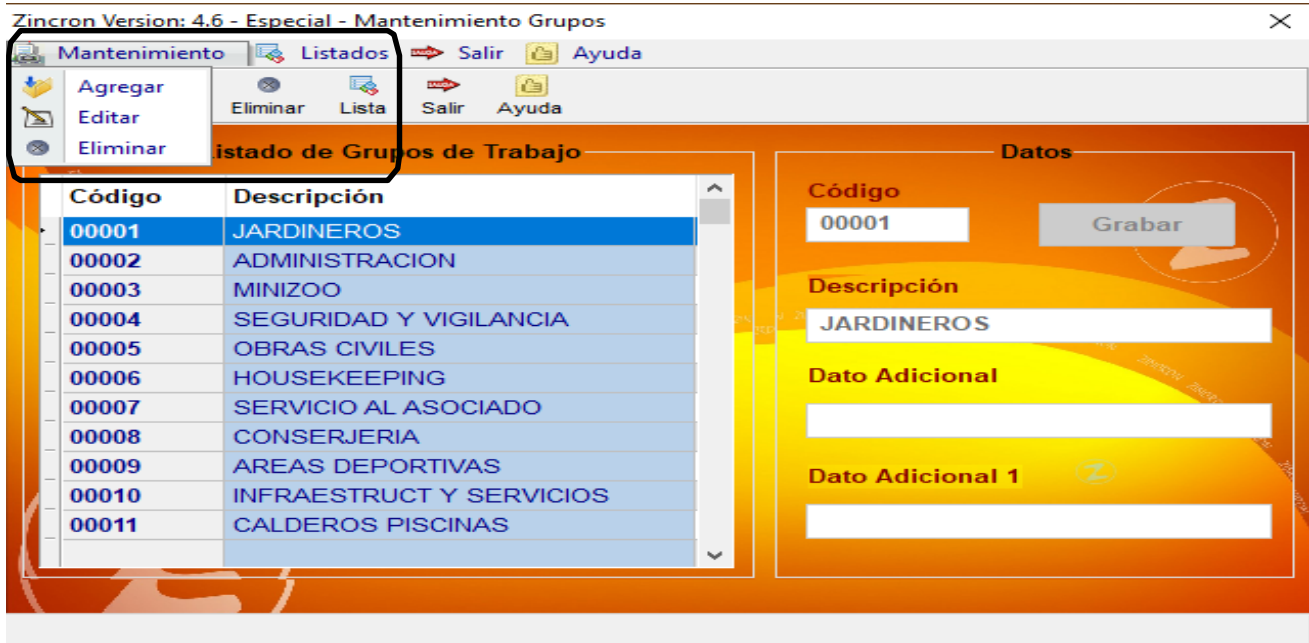 Zincron Version: 4.6 - Especial - Mantenimiento Grupos
Mantenimiento Listados Salir Ayuda
Agregar
Editar
Eliminar
Eliminar Lista Salir Ayuda
istado de Grupos de Trabajo
Código Descripción
00001 JARDINEROS
00002 ADMINISTRACION
00003 MINIZOO
00004 SEGURIDAD Y VIGILANCIA
00005 OBRAS CIVILES
00006 HOUSEKEEPING
00007 SERVICIO AL ASOCIADO
00008 CONSERJERIA
00009 AREAS DEPORTIVAS
00010 INFRAESTRUCT Y SERVICIOS
00011 CALDEROS PISCINAS
Datos
Código
00001 Grabar
Descripción
JARDINEROS
Dato Adicional
Dato Adicional 1